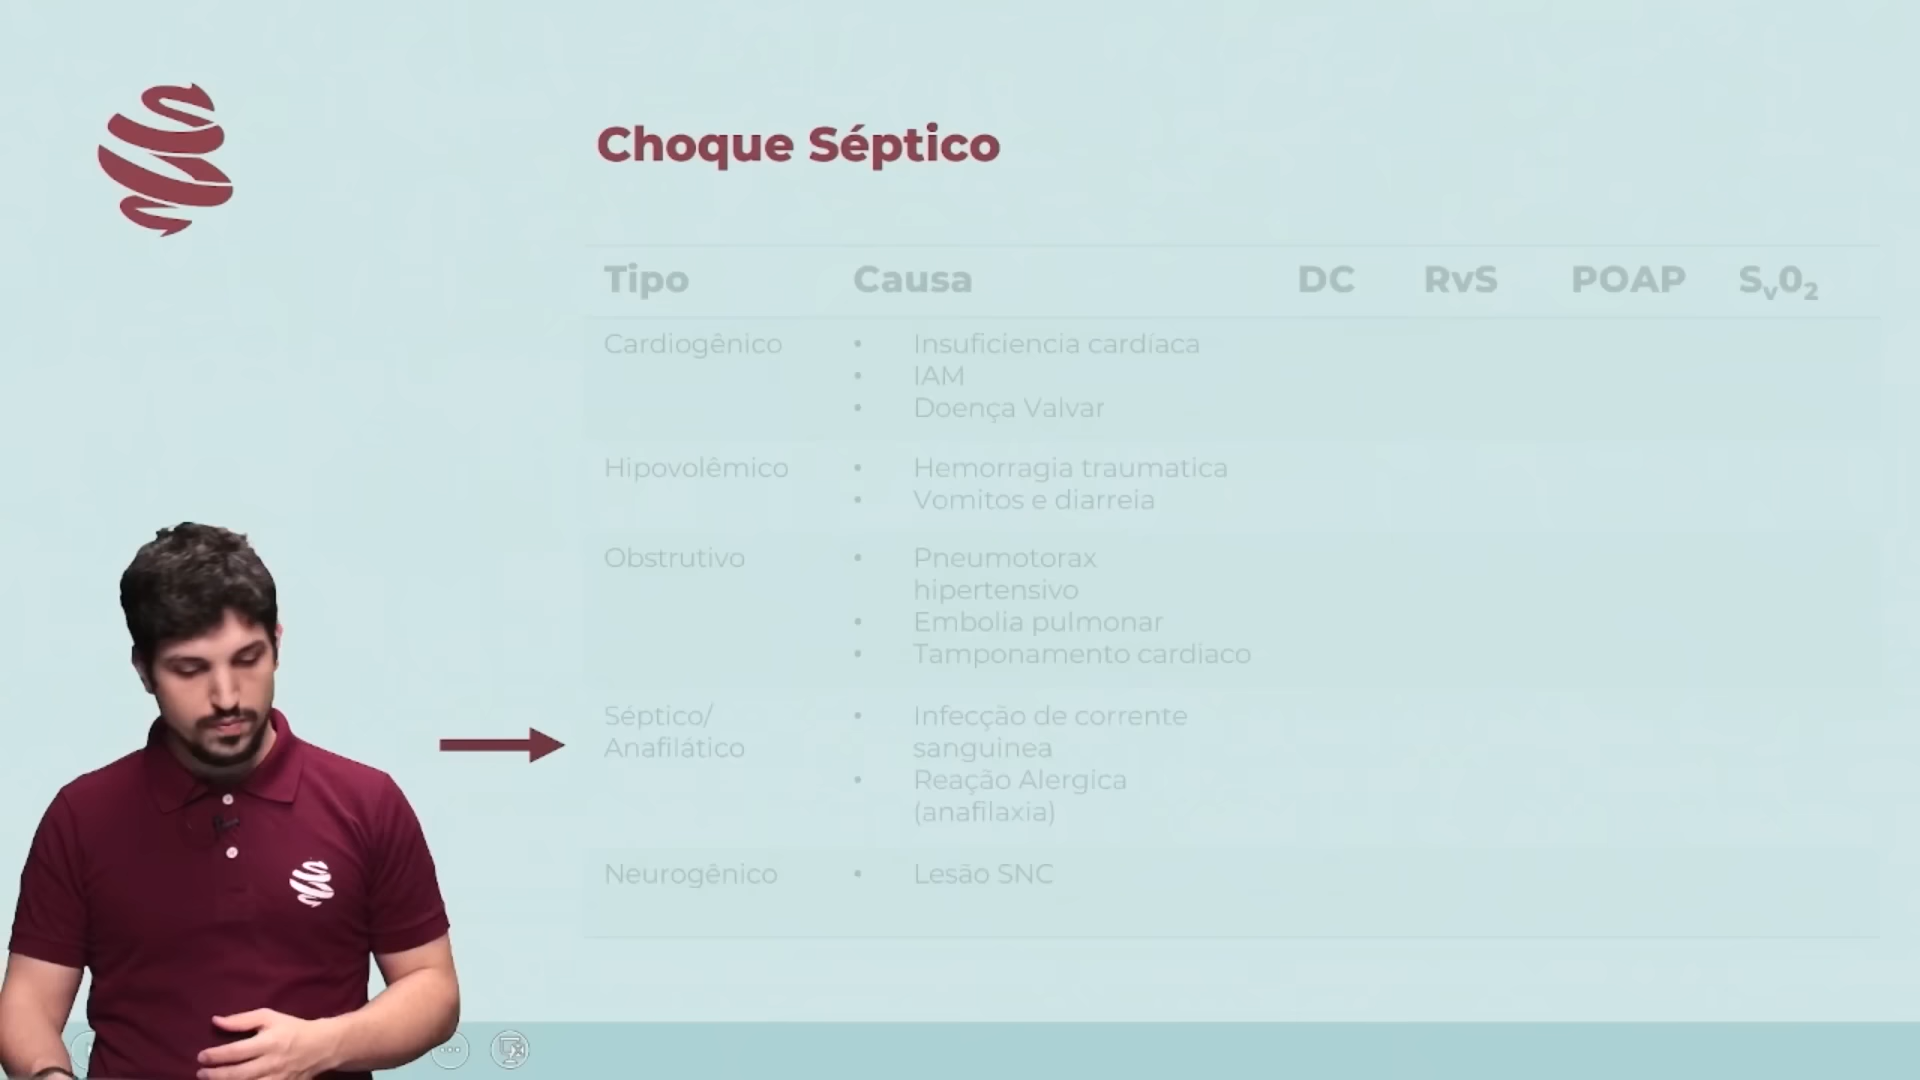 Choque Séptico
Tipo Causa DC RvS POAP Sv02
Cardiogênico • Insuficiencia cardíaca
• IAM
• Doença Valvar
Hipovolêmico • Hemorragia traumatica
• Vomitos e diarreia
Obstrutivo • Pneumotorax
hipertensivo
• Embolia pulmonar
• Tamponamento cardiaco
Séptico/ • Infecção de corrente
Anafilático sanguinea
• Reação Alergica
(anafilaxia)
Neurogênico • Lesão SNC